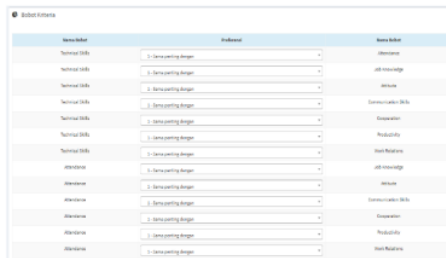 Bobot Kriteria
Nama Bobot Preferensi Nama Bobot
Technical Skills 1 - Sama penting dengan Attendance
Technical Skills 1 - Sama penting dengan Job Knowledge
Technical Skills 1 - Sama penting dengan Attitude
Technical Skills 1 - Sama penting dengan Communication Skills
Technical Skills 1 - Sama penting dengan Cooperation
Technical Skills 1 - Sama penting dengan Productivity
Technical Skills 1 - Sama penting dengan Work Relations
Attendance 1 - Sama penting dengan Job Knowledge
Attendance 1 - Sama penting dengan Attitude
Attendance 1 - Sama penting dengan Communication Skills
Attendance 1 - Sama penting dengan Cooperation
Attendance 1 - Sama penting dengan Productivity
Attendance 1 - Sama penting dengan Work Relations